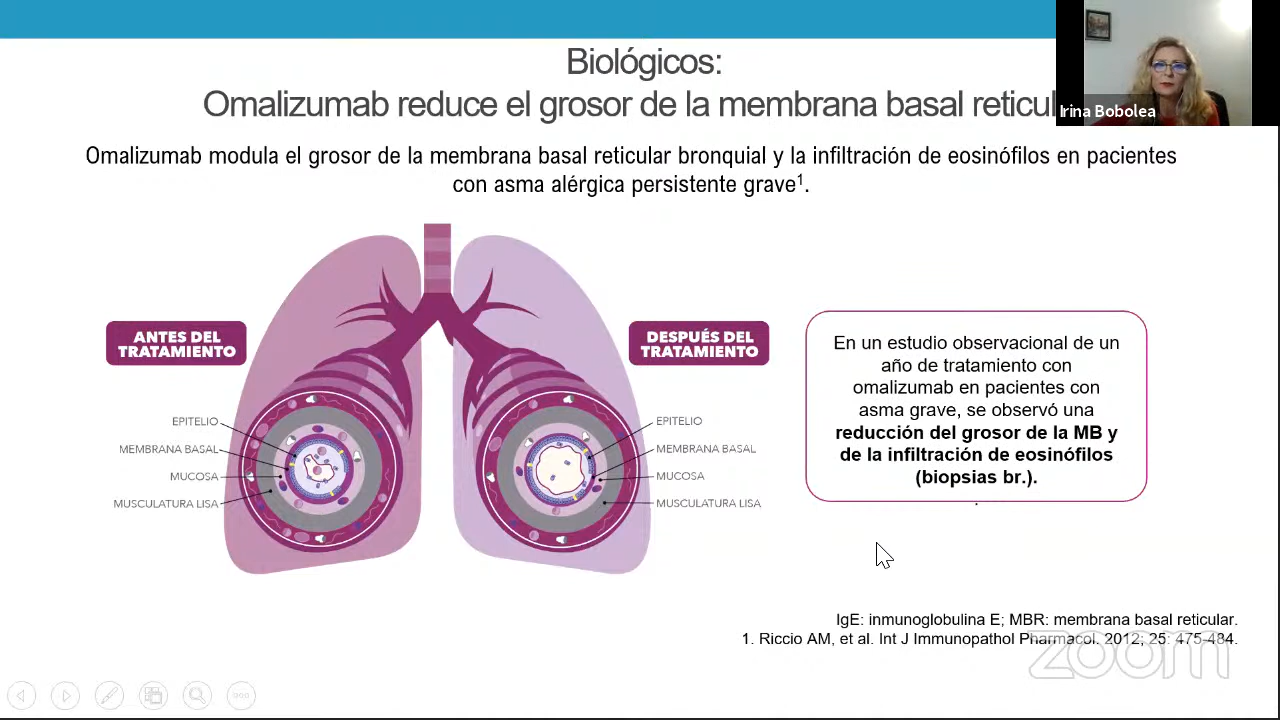 Biológicos:
Omalizumab reduce el grosor de la membrana basal reticul
Irina Bobolea
Omalizumab modula el grosor de la membrana basal reticular bronquial y la infiltración de eosinófilos en pacientes
con asma alérgica persistente grave¹.
ANTES DEL
TRATAMIENTO
EPITELIO
MEMBRANA BASAL
MUCOSA
MUSCULATURA LISA
DESPUÉS DEL
TRATAMIENTO
EPITELIO
MEMBRANA BASAL
MUCOSA
MUSCULATURA LISA
En un estudio observacional de un
año de tratamiento con
omalizumab en pacientes con
asma grave, se observó una
reducción del grosor de la MB y
de la infiltración de eosinófilos
(biopsias br.).
.
IgE: inmunoglobulina E; MBR: membrana basal reticular.
1. Riccio AM, et al. Int J Immunopathol Pharmacol. 2012; 25: 475-484.
zoom